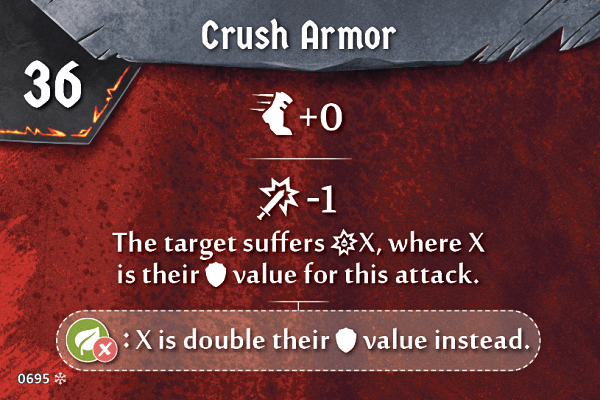 Crush Armor
36
+0
-1
The target suffers X, where X
is their value for this attack.
: X is double their value instead.
0695